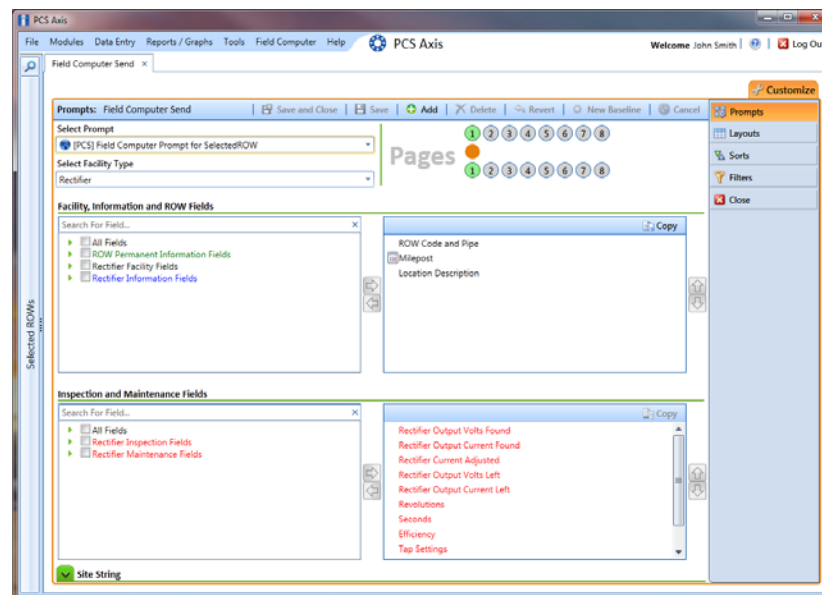 PCS Axis
File Modules Data Entry Reports / Graphs Tools Field Computer Help PCS Axis Welcome John Smith | | Log Ou
Field Computer Send ×
Customize
Prompts: Field Computer Send | Save and Close | Save | Add | Delete | Revert | New Baseline | Cancel
Prompts
Layouts
Sorts
Filters
Close
Select Prompt
[PCS] Field Computer Prompt for SelectedROW
Select Facility Type
Rectifier
Pages
1 2 3 4 5 6 7 8
1 2 3 4 5 6 7 8
Facility, Information and ROW Fields
Search For Field... ×
All Fields
ROW Permanent Information Fields
Rectifier Facility Fields
Rectifier Information Fields
Copy
ROW Code and Pipe
Milepost
Location Description
Selected ROWs
Inspection and Maintenance Fields
Search For Field... ×
All Fields
Rectifier Inspection Fields
Rectifier Maintenance Fields
Copy
Rectifier Output Volts Found
Rectifier Output Current Found
Rectifier Current Adjusted
Rectifier Output Volts Left
Rectifier Output Current Left
Revolutions
Seconds
Efficiency
Tap Settings
Site String